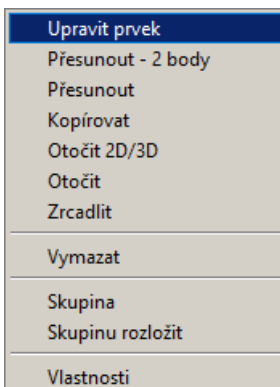 Upravit prvek
Přesunout - 2 body
Přesunout
Kopírovat
Otočit 2D/3D
Otočit
Zrcadlit
Vymazat
Skupina
Skupinu rozložit
Vlastnosti